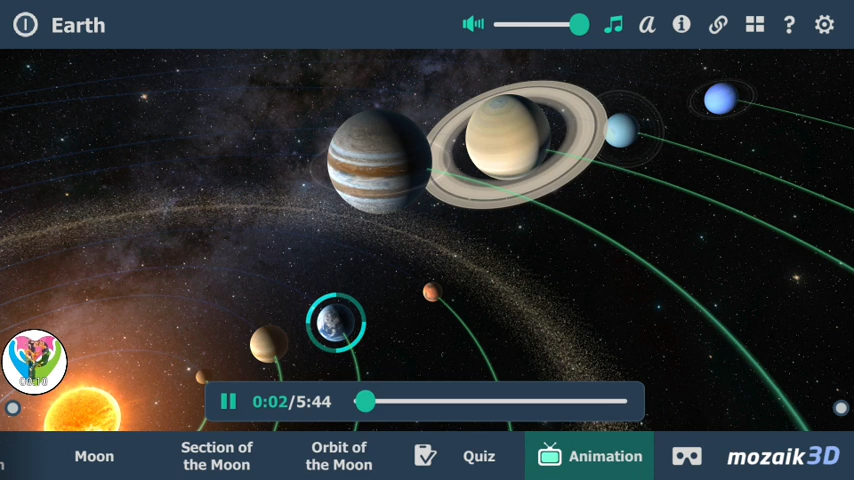 Earth
a
?
0:02/5:44
Moon
Section of
the Moon
Orbit of
the Moon
Quiz
Animation
mozaik3D